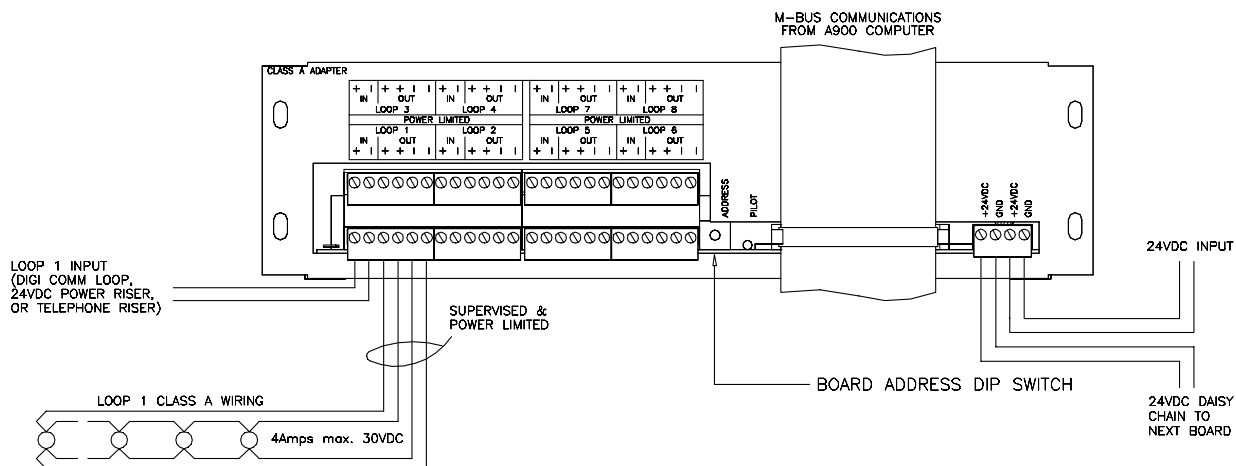 M-BUS COMMUNICATIONS
FROM A900 COMPUTER
CLASS A ADAPTER
+ I + + I I + I + + I I + I + + I I + I + + I I
IN OUT IN OUT IN OUT IN OUT
LOOP 3 LOOP 4 LOOP 7 LOOP 8
POWER LIMITED POWER LIMITED
LOOP 1 LOOP 2 LOOP 5 LOOP 6
IN OUT IN OUT IN OUT IN OUT
+ I + + I I + I + + I I + I + + I I + I + + I I
ADDRESS
PILOT
+24VDC
GND
+24VDC
GND
24VDC INPUT
LOOP 1 INPUT
(DIGI COMM LOOP,
24VDC POWER RISER,
OR TELEPHONE RISER)
SUPERVISED &
POWER LIMITED
BOARD ADDRESS DIP SWITCH
LOOP 1 CLASS A WIRING
4Amps max. 30VDC
24VDC DAISY
CHAIN TO
NEXT BOARD